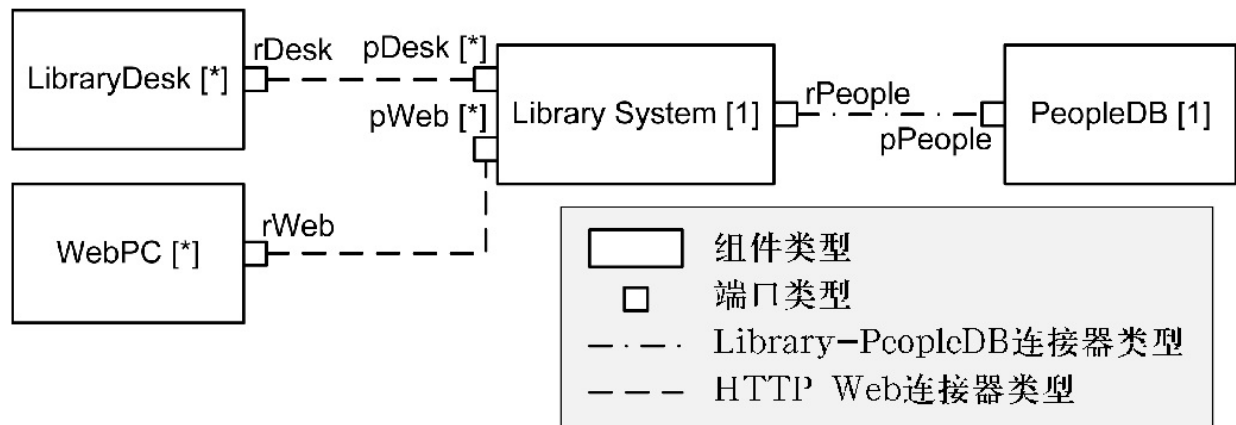 LibraryDesk [*]
rDesk
pDesk [*]
pWeb [*]
Library System [1]
rPeople
pPeople
PeopleDB [1]
WebPC [*]
rWeb
组件类型
端口类型
Library-PeopleDB连接器类型
HTTP Web连接器类型